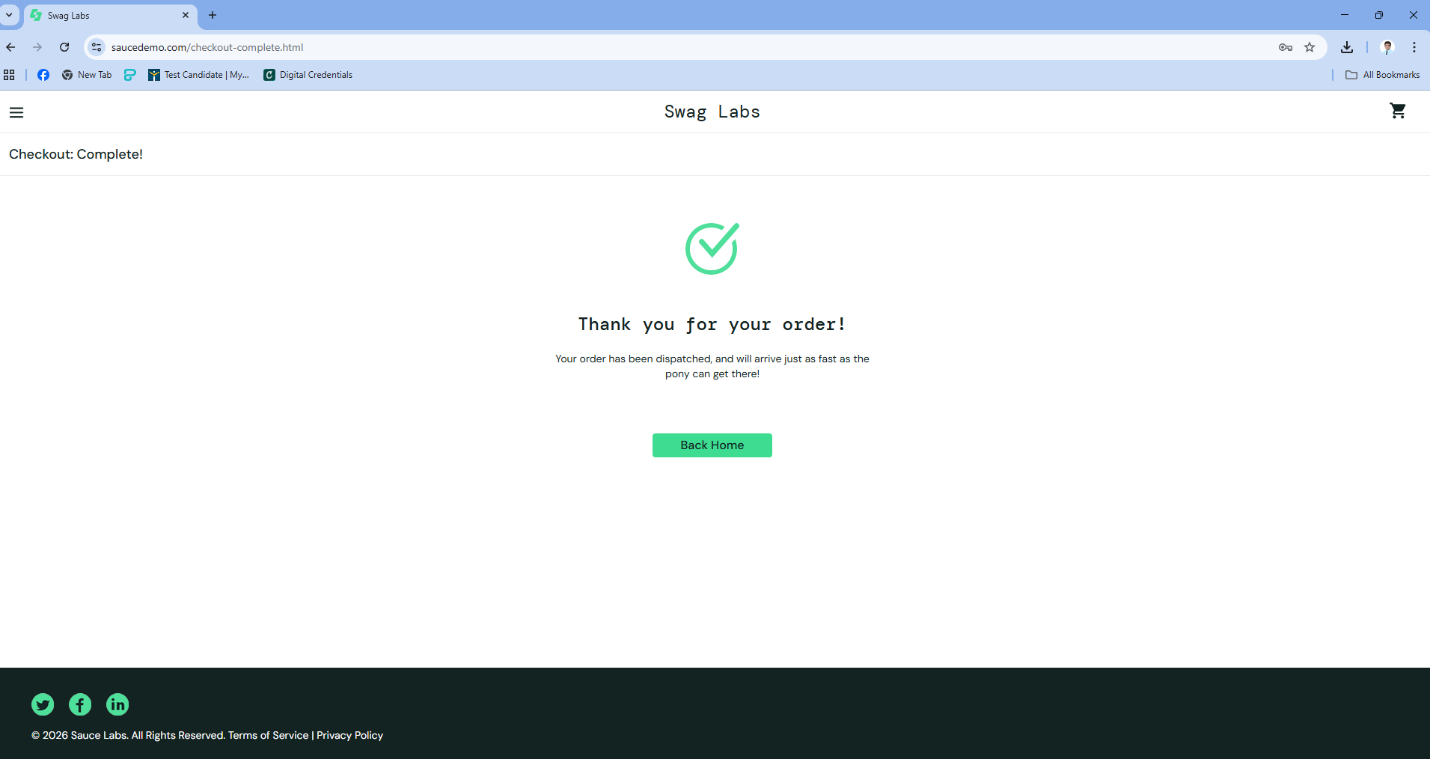 Swag Labs
saucedemo.com/checkout-complete.html
New Tab
Test Candidate | My...
Digital Credentials
All Bookmarks
Swag Labs
Checkout: Complete!
Thank you for your order!
Your order has been dispatched, and will arrive just as fast as the
pony can get there!
Back Home
© 2026 Sauce Labs. All Rights Reserved. Terms of Service | Privacy Policy